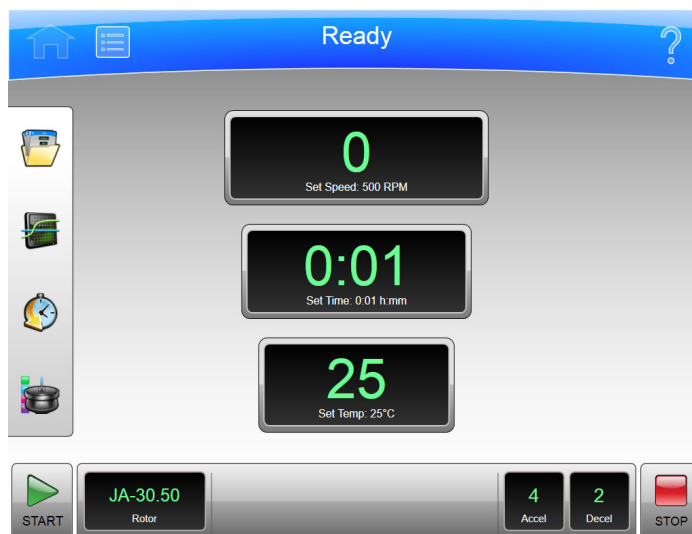 Ready
?
0
Set Speed: 500 RPM
0:01
Set Time: 0:01 h:mm
25
Set Temp: 25°C
START
JA-30.50
Rotor
4
Accel
2
Decel
STOP